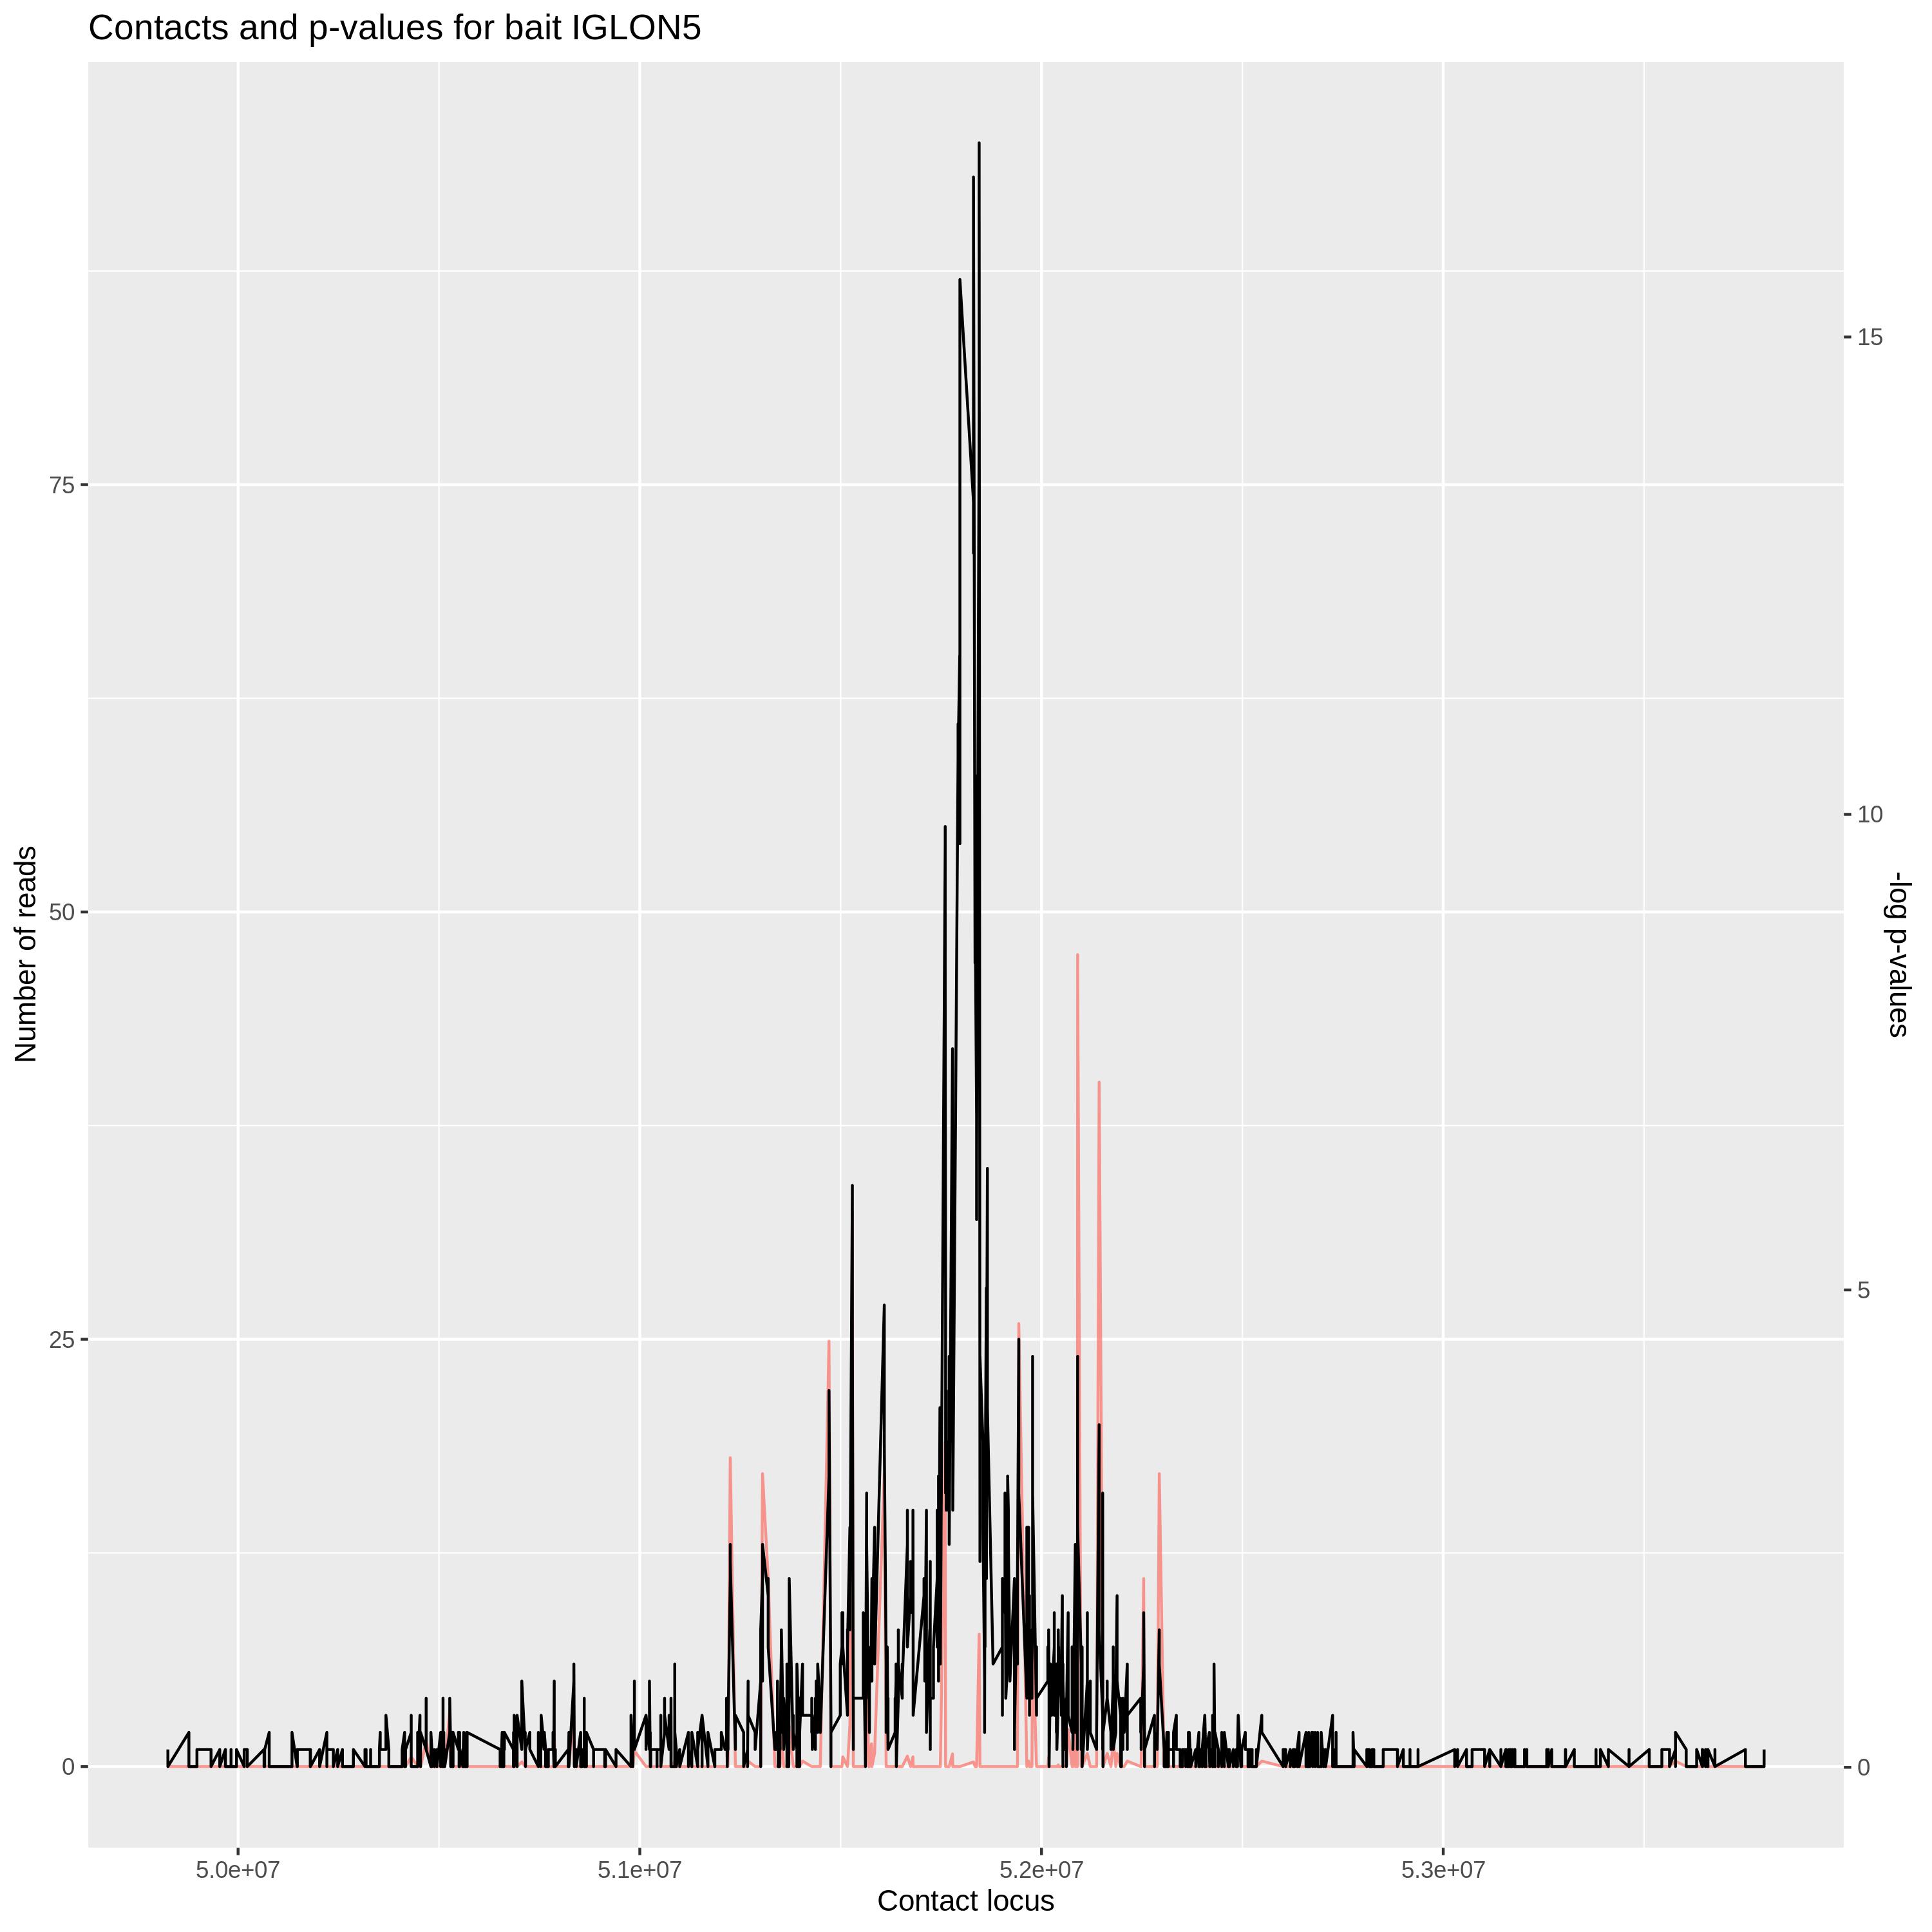 Contacts and p-values for bait IGLON5
Number of reads
75
50
25
0
15
10
5
0
-log p-values
5.0e+07 5.1e+07 5.2e+07 5.3e+07
Contact locus